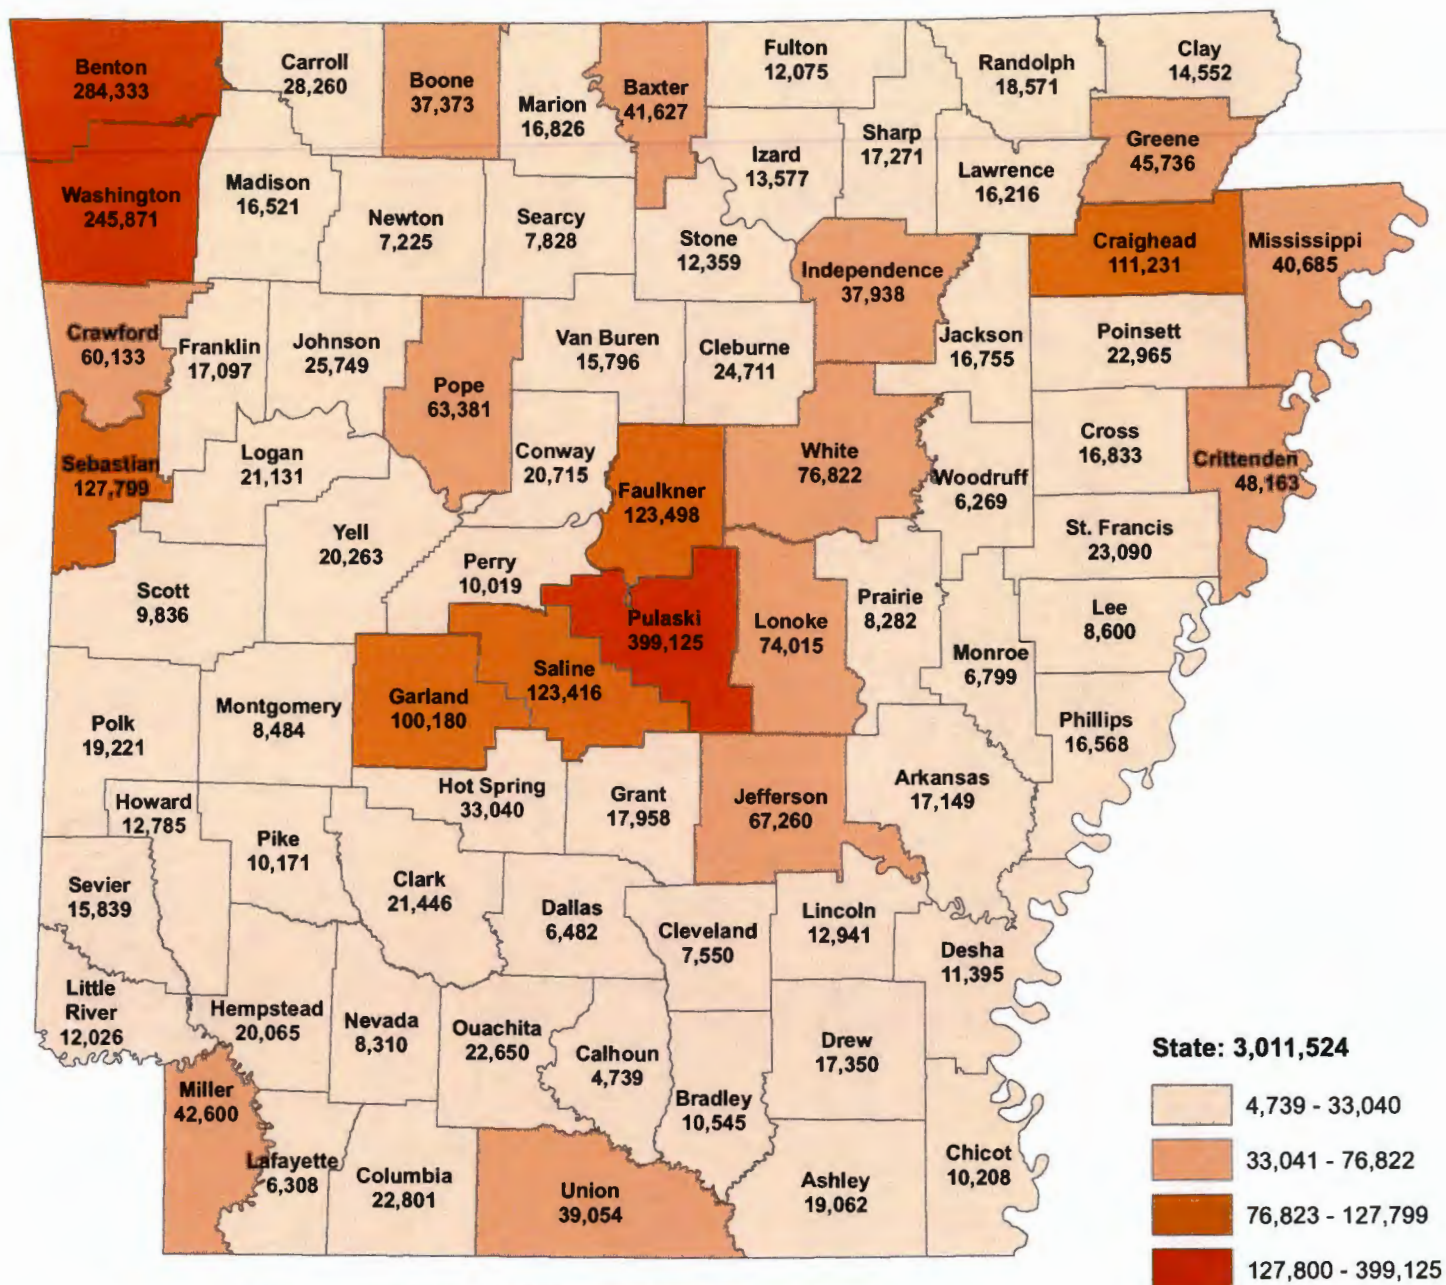 Benton
284,333
Carroll
28,260
Boone
37,373
Marion
16,826
Baxter
41,627
Fulton
12,075
Randolph
18,571
Clay
14,552
Greene
45,736
Sharp
17,271
Izard
13,577
Lawrence
16,216
Washington
245,871
Madison
16,521
Newton
7,225
Searcy
7,828
Stone
12,359
Independence
37,938
Craighead
111,231
Mississippi
40,685
Crawford
60,133
Franklin
17,097
Johnson
25,749
Pope
63,381
Van Buren
15,796
Cleburne
24,711
Jackson
16,755
Poinsett
22,965
Sebastian
127,799
Logan
21,131
Conway
20,715
Faulkner
123,498
White
76,822
Woodruff
6,269
Cross
16,833
Crittenden
48,163
St. Francis
23,090
Yell
20,263
Perry
10,019
Scott
9,836
Pulaski
399,125
Lonoke
74,015
Prairie
8,282
Lee
8,600
Monroe
6,799
Polk
19,221
Montgomery
8,484
Garland
100,180
Saline
123,416
Phillips
16,568
Howard
12,785
Pike
10,171
Hot Spring
33,040
Grant
17,958
Jefferson
67,260
Arkansas
17,149
Sevier
15,839
Clark
21,446
Dallas
6,482
Cleveland
7,550
Lincoln
12,941
Desha
11,395
Little
River
12,026
Hempstead
20,065
Nevada
8,310
Ouachita
22,650
Calhoun
4,739
Bradley
10,545
Drew
17,350
Miller
42,600
Lafayette
6,308
Columbia
22,801
Union
39,054
Ashley
19,062
Chicot
10,208
State: 3,011,524
4,739 - 33,040
33,041 - 76,822
76,823 - 127,799
127,800 - 399,125